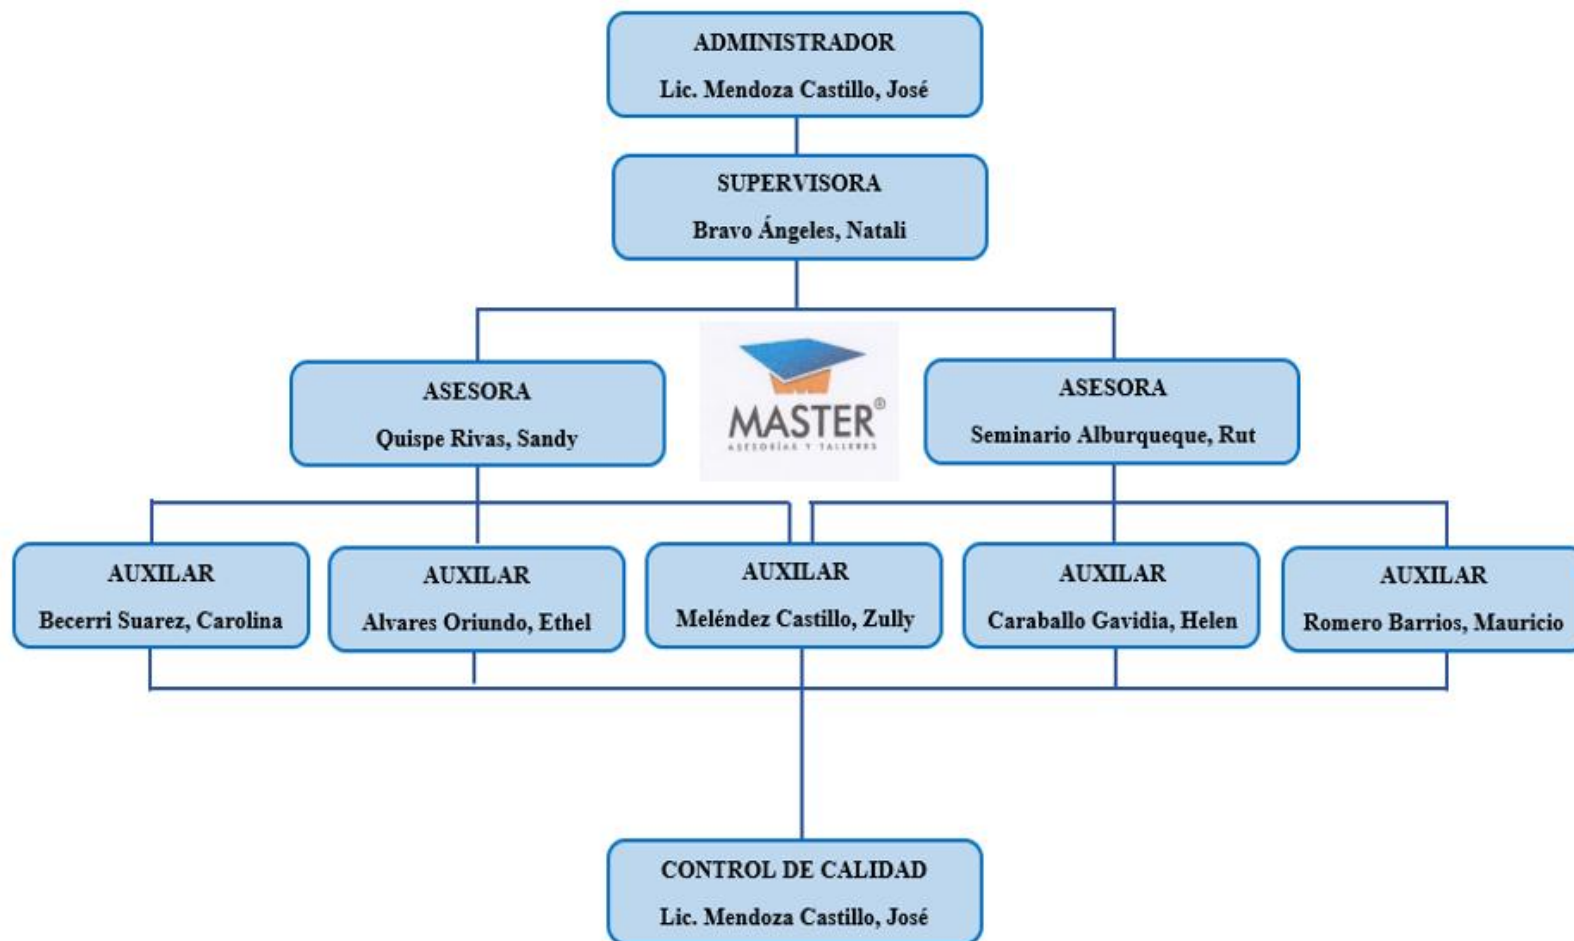 ADMINISTRADOR
Lic. Mendoza Castillo, José
SUPERVISORA
Bravo Ángeles, Natali
ASESORA
Quispe Rivas, Sandy
MASTER®
ASESORÍAS Y TALLERES
ASESORA
Seminario Alburqueque, Rut
AUXILAR
Becerri Suarez, Carolina
AUXILAR
Alvares Oriundo, Ethel
AUXILAR
Meléndez Castillo, Zully
AUXILAR
Caraballo Gavidia, Helen
AUXILAR
Romero Barrios, Mauricio
CONTROL DE CALIDAD
Lic. Mendoza Castillo, José